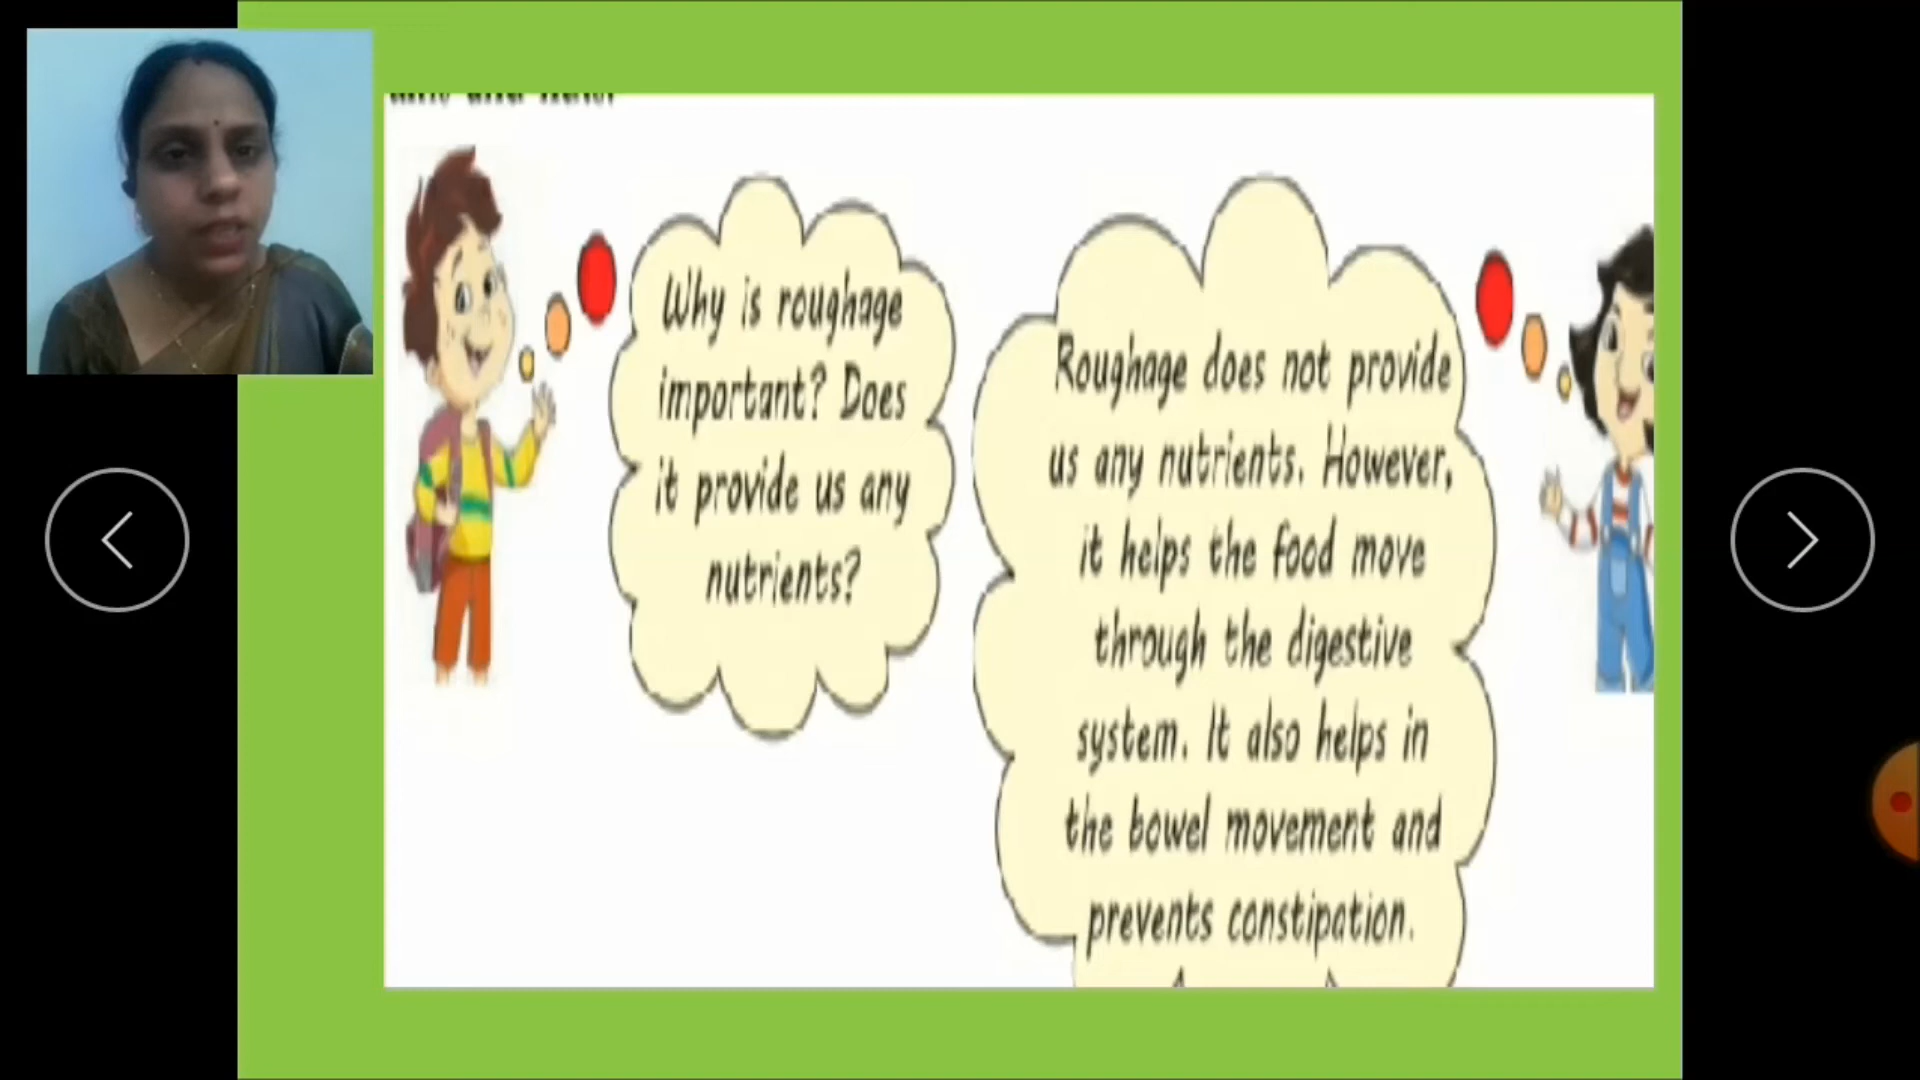 Why is roughage
important? Does
it provide us any
nutrients?
Roughage does not provide
us any nutrients. However,
it helps the food move
through the digestive
system. It also helps in
the bowel movement and
prevents constipation.